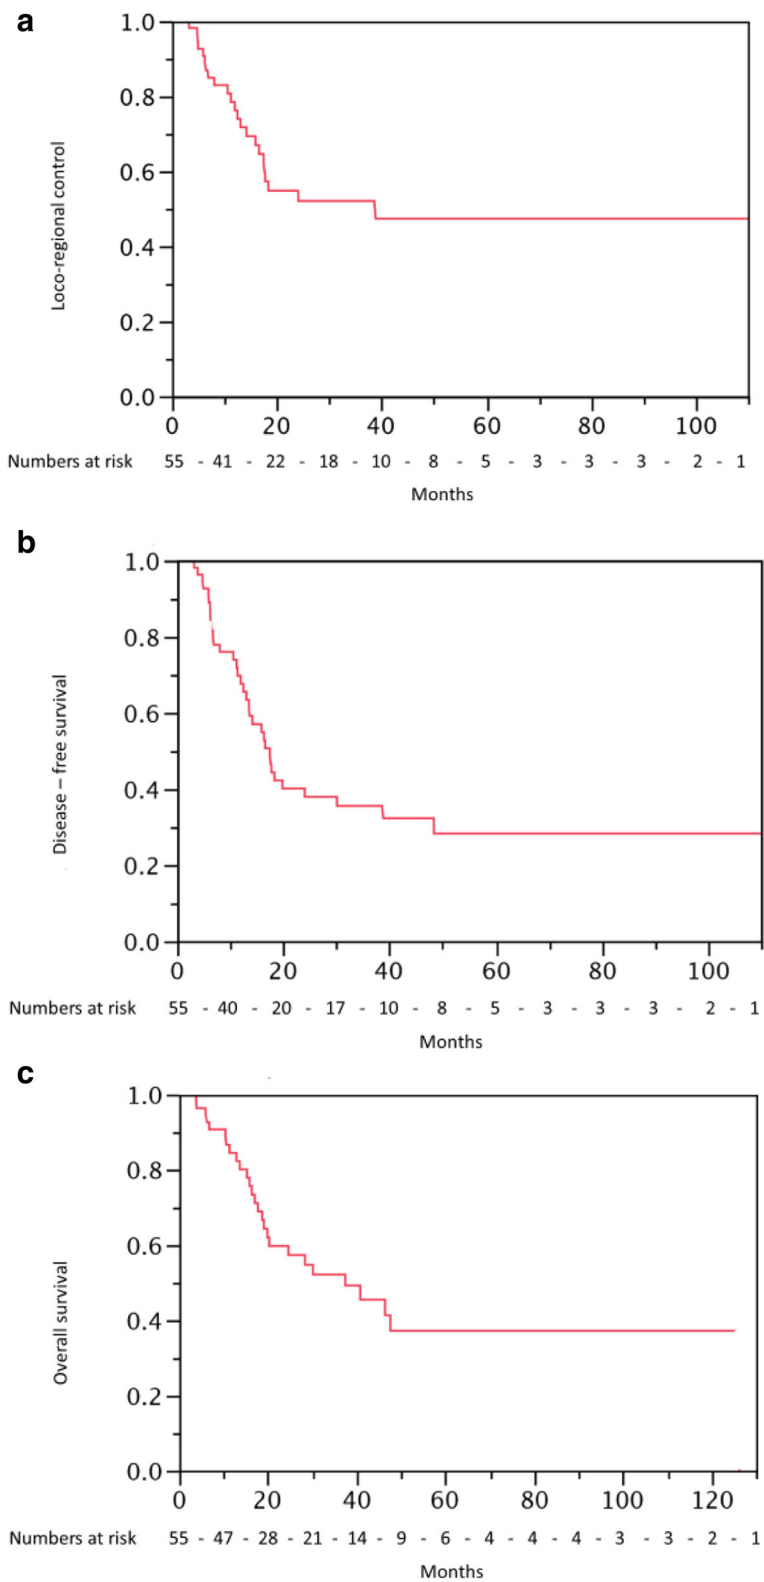 a
1.0
0.8
0.6
0.4
0.2
0.0
Loco-regional control
0 20 40 60 80 100
Numbers at risk 55 - 41 - 22 - 18 - 10 - 8 - 5 - 3 - 3 - 3 - 2 - 1
Months
b
1.0
0.8
0.6
0.4
0.2
0.0
Disease – free survival
0 20 40 60 80 100
Numbers at risk 55 - 40 - 20 - 17 - 10 - 8 - 5 - 3 - 3 - 3 - 2 - 1
Months
c
1.0
0.8
0.6
0.4
0.2
0.0
Overall survival
0 20 40 60 80 100 120
Numbers at risk 55 - 47 - 28 - 21 - 14 - 9 - 6 - 4 - 4 - 4 - 3 - 3 - 2 - 1
Months